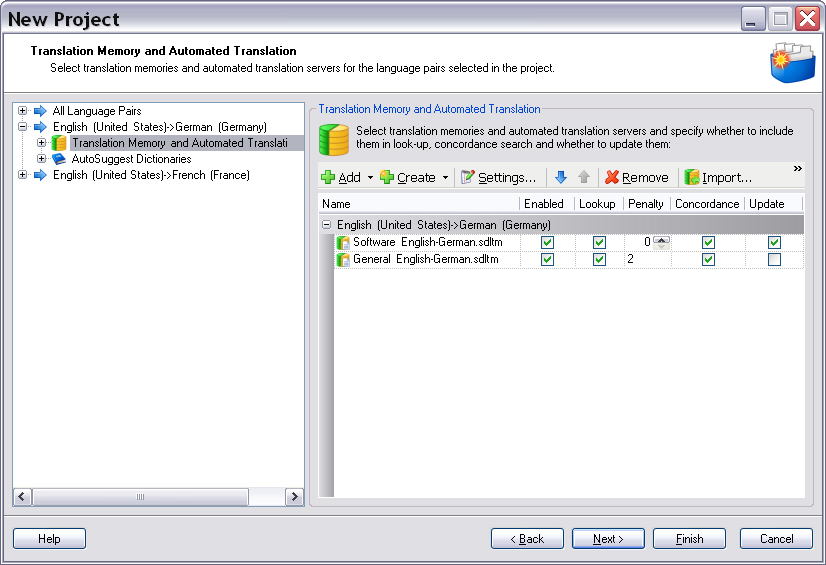 New Project
Translation Memory and Automated Translation
Select translation memories and automated translation servers for the language pairs selected in the project.
All Language Pairs
English (United States)->German (Germany)
Translation Memory and Automated Translati
AutoSuggest Dictionaries
English (United States)->French (France)
Translation Memory and Automated Translation
Select translation memories and automated translation servers and specify whether to include
them in look-up, concordance search and whether to update them:
Add Create Settings... Remove Import... »
Name Enabled Lookup Penalty Concordance Update
English (United States)->German (Germany)
Software English-German.sdltm 0
General English-German.sdltm 2
Help < Back Next > Finish Cancel